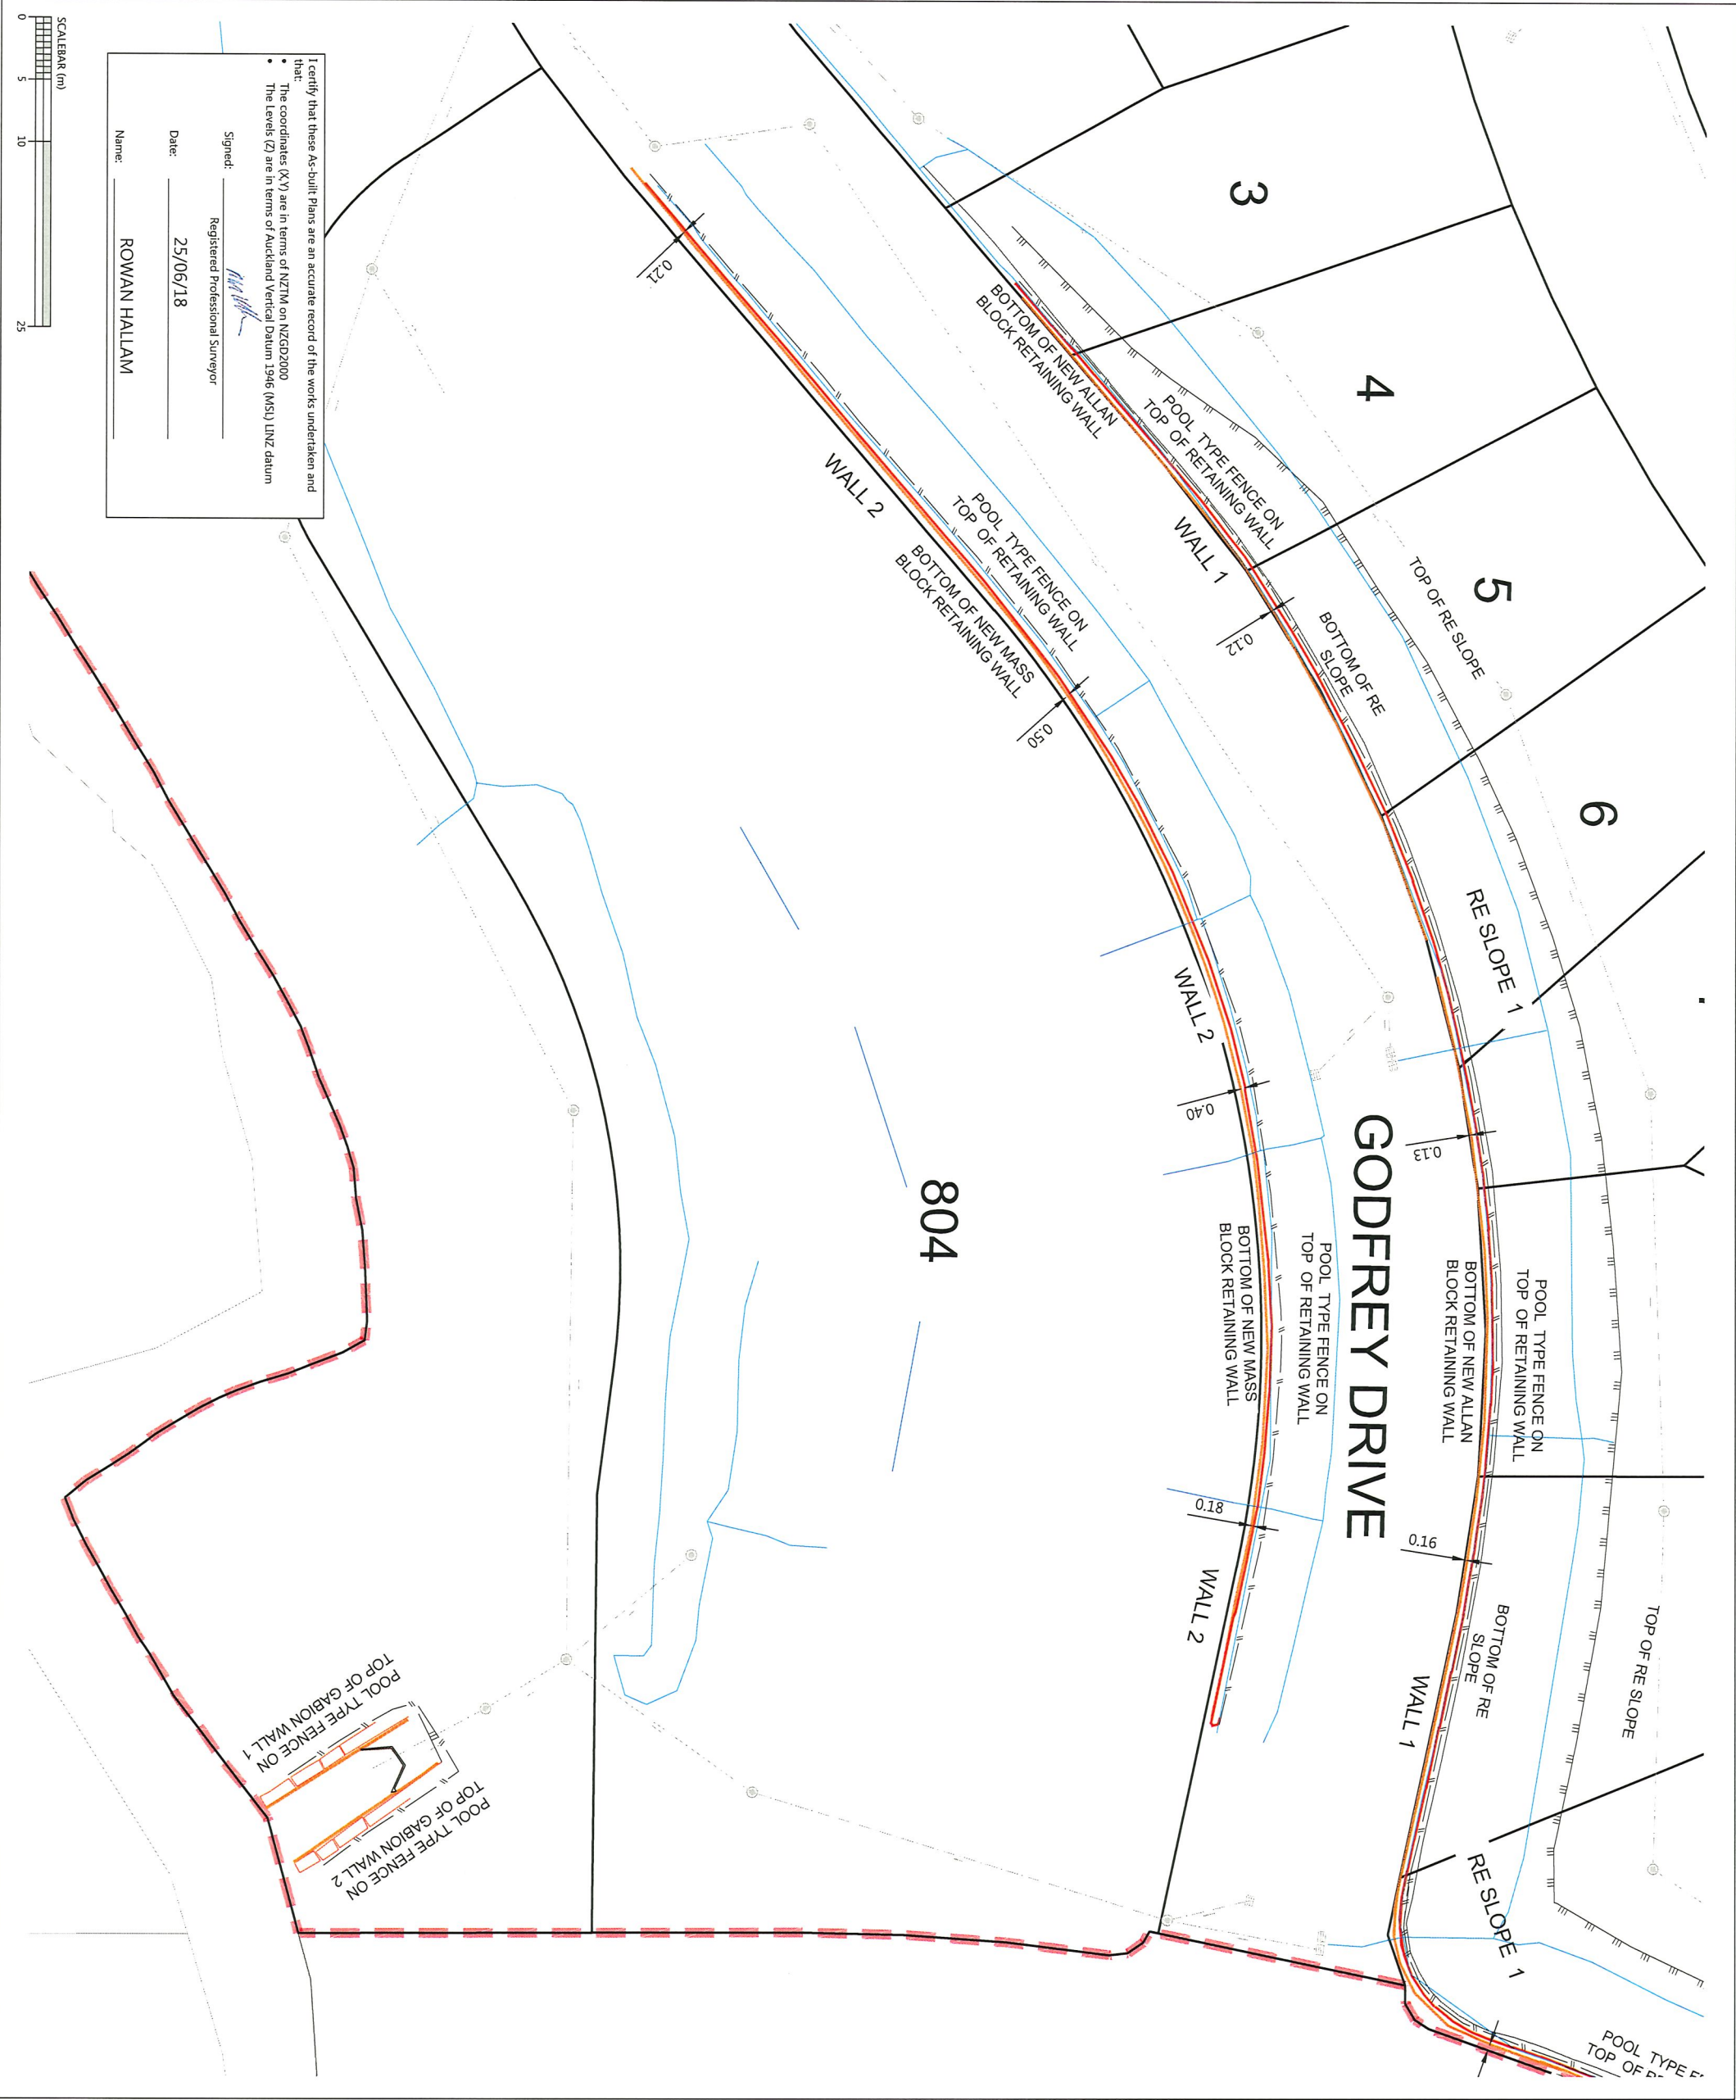 3
4
5
6
TOP OF RE SLOPE
POOL TYPE FENCE ON
TOP OF RETAINING WALL
BOTTOM OF NEW ALLAN
BLOCK RETAINING WALL
WALL 1
0.12
BOTTOM OF RE
SLOPE
RE SLOPE 1
0.13
GODFREY DRIVE
POOL TYPE FENCE ON
TOP OF RETAINING WALL
BOTTOM OF NEW ALLAN
BLOCK RETAINING WALL
0.16
TOP OF RE SLOPE
BOTTOM OF RE
SLOPE
WALL 1
RE SLOPE 1
POOL TYPE F
TOP OF
0.21
WALL 2
POOL TYPE FENCE ON
TOP OF RETAINING WALL
BOTTOM OF NEW MASS
BLOCK RETAINING WALL
0.50
WALL 2
0.40
POOL TYPE FENCE ON
TOP OF RETAINING WALL
BOTTOM OF NEW MASS
BLOCK RETAINING WALL
0.18
WALL 2
804
POOL TYPE FENCE ON
TOP OF GABION WALL 1
POOL TYPE FENCE ON
TOP OF GABION WALL 2
I certify that these As-built Plans are an accurate record of the works undertaken and
that:
• The coordinates (X,Y) are in terms of NZTM on NZGD2000
• The Levels (Z) are in terms of Auckland Vertical Datum 1946 (MSL) LINZ datum
Signed:
Registered Professional Surveyor
Date: 25/06/18
Name: ROWAN HALLAM
SCALEBAR (m)
0 5 10 25